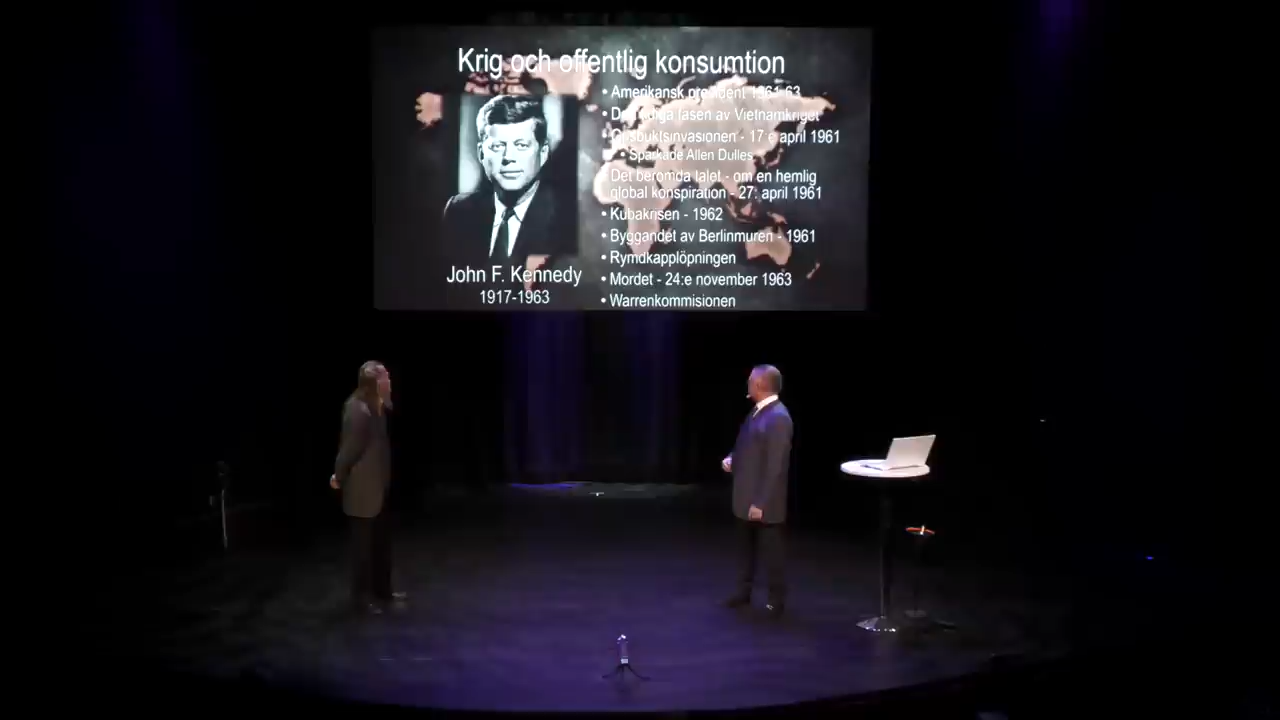 Krig och offentlig konsumtion
• Amerikansk president 1961-63
• Den tidiga fasen av Vietnamkriget
• Grisbuktsinvasionen - 17 e april 1961
• Sparkade Allen Dulles
Det berömda talet - om en hemlig
global konspiration - 27: april 1961
• Kubakrisen - 1962
• Byggandet av Berlinmuren - 1961
• Rymdkapplöpningen
• Mordet - 24:e november 1963
• Warrenkommisionen
John F. Kennedy
1917-1963